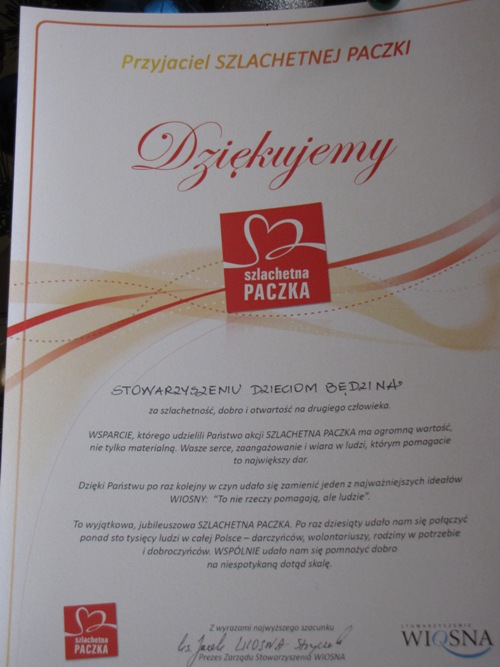 Przyjaciel SZLACHETNEJ PACZKI
Dziękujemy
szlachetna
PACZKA
STOWARZYSZENIU DZIECIOM BĘDZINA
za szlachetność, dobro i otwartość na drugiego człowieka.
WSPARCIE, którego udzielili Państwo akcji SZLACHETNA PACZKA ma ogromną wartość,
nie tylko materialną. Wasze serce, zaangażowanie i wiara w ludzi, którym pomagacie
to największy dar.
Dzięki Państwu po raz kolejny w czyn udało się zamienić jeden z najważniejszych ideałów
WIOSNY: "To nie rzeczy pomagają, ale ludzie".
To wyjątkowa, jubileuszowa SZLACHETNA PACZKA. Po raz dziesiąty udało nam się połączyć
ponad sto tysięcy ludzi w całej Polsce – darczyńców, wolontariuszy, rodziny w potrzebie
i dobroczyńców. WSPÓLNIE udało nam się pomnożyć dobro
na niespotykaną dotąd skalę.
szlachetna
PACZKA
Z wyrazami najwyższego szacunku
ks. Jacek WIOSNA
Prezes Zarządu Stowarzyszenia WIOSNA
STOWARZYSZENIE
WIOSNA